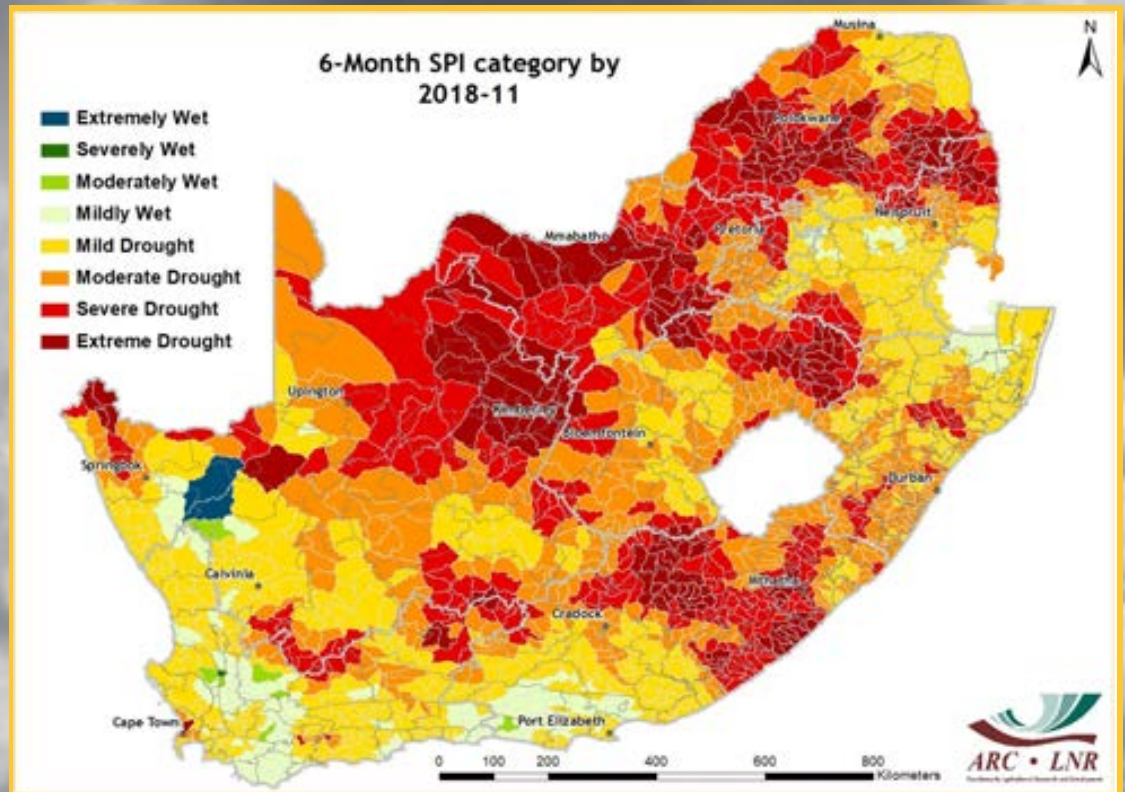 6-Month SPI category by
2018-11
N
Extremely Wet
Severely Wet
Moderately Wet
Mildly Wet
Mild Drought
Moderate Drought
Severe Drought
Extreme Drought
Musina
Polokwane
Nelspruit
Pretoria
Mmabatho
Upington
Kimberley
Bloemfontein
Springbok
Durban
Calvinia
Mthatha
Cradock
Cape Town
Port Elizabeth
0 100 200 400 600 800
Kilometers
ARC • LNR